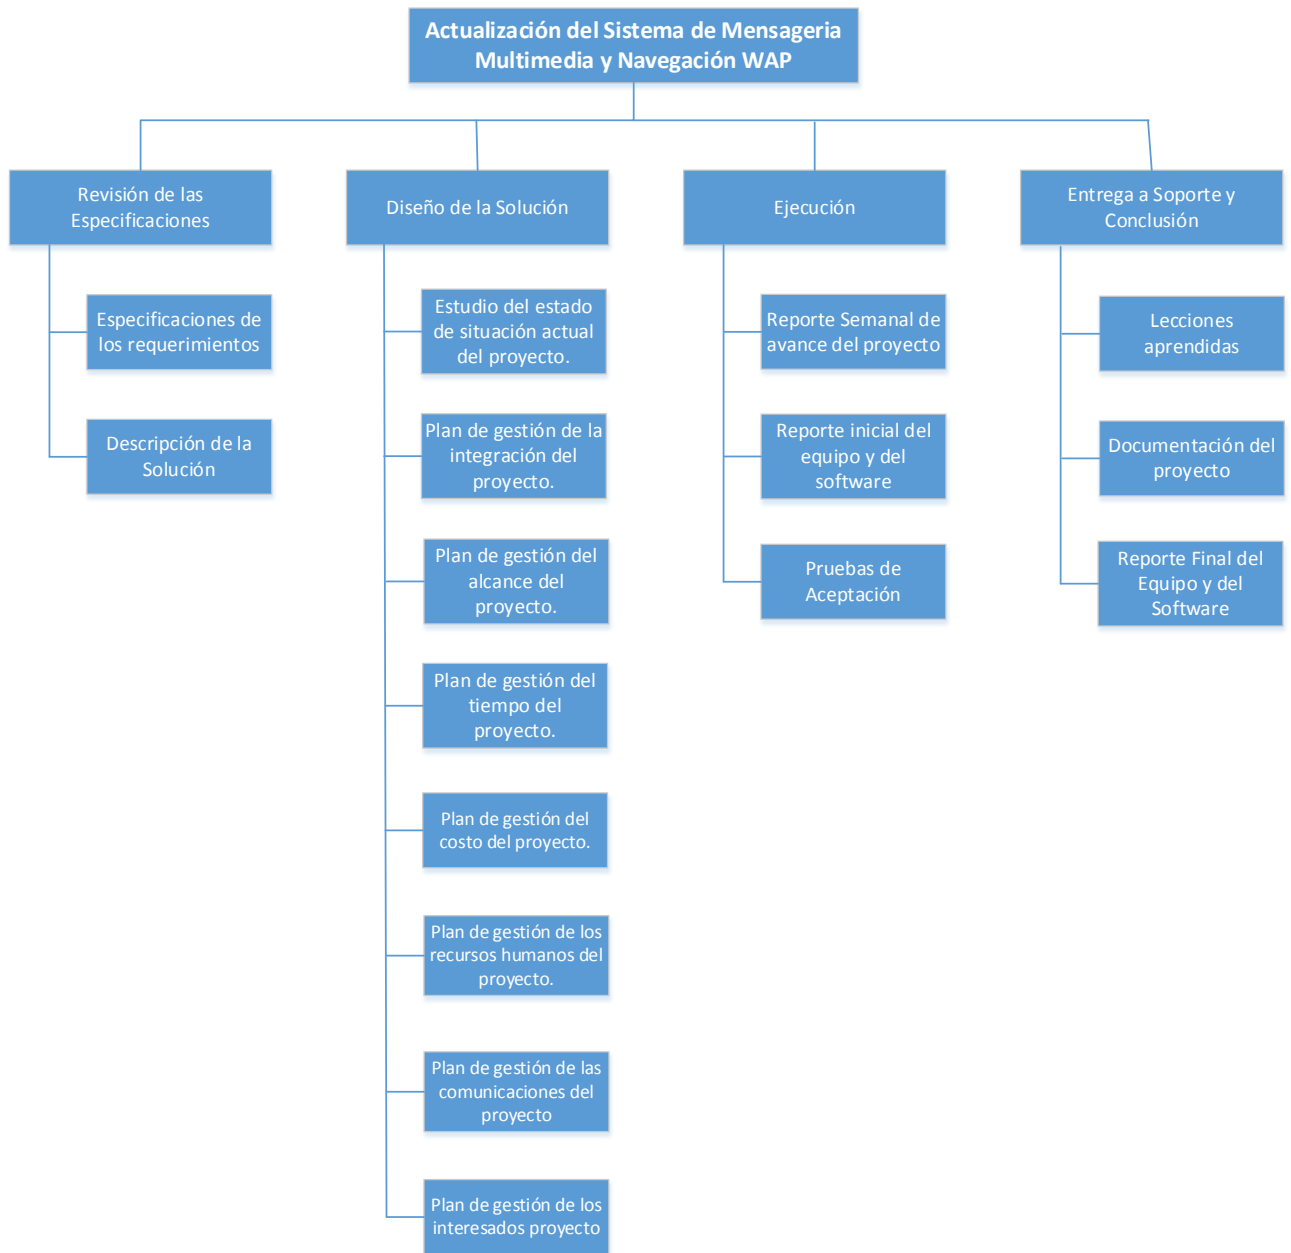 Actualización del Sistema de Mensageria
Multimedia y Navegación WAP
Revisión de las
Especificaciones
Diseño de la Solución
Ejecución
Entrega a Soporte y
Conclusión
Especificaciones de
los requerimientos
Descripción de la
Solución
Estudio del estado
de situación actual
del proyecto.
Plan de gestión de la
integración del
proyecto.
Plan de gestión del
alcance del
proyecto.
Plan de gestión del
tiempo del
proyecto.
Plan de gestión del
costo del proyecto.
Plan de gestión de los
recursos humanos del
proyecto.
Plan de gestión de las
comunicaciones del
proyecto
Plan de gestión de los
interesados proyecto
Reporte Semanal de
avance del proyecto
Reporte inicial del
equipo y del
software
Pruebas de
Aceptación
Lecciones
aprendidas
Documentación del
proyecto
Reporte Final del
Equipo y del
Software